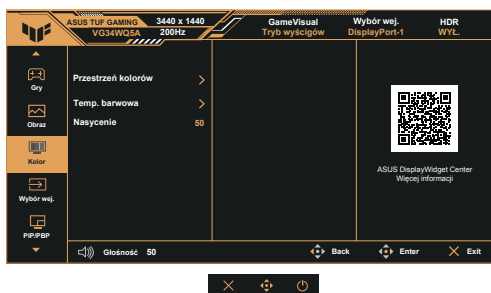 ASUS TUF GAMING
VG34WQ5A
3440 x 1440
200Hz
GameVisual
Tryb wyścigów
Wybór wej.
DisplayPort-1
HDR
WYŁ.
Gry
Obraz
Kolor
Wybór wej.
PIP/PBP
Przestrzeń kolorów
Temp. barwowa
Nasycenie 50
ASUS DisplayWidget Center
Więcej informacji
Głośność 50
Back
Enter
Exit